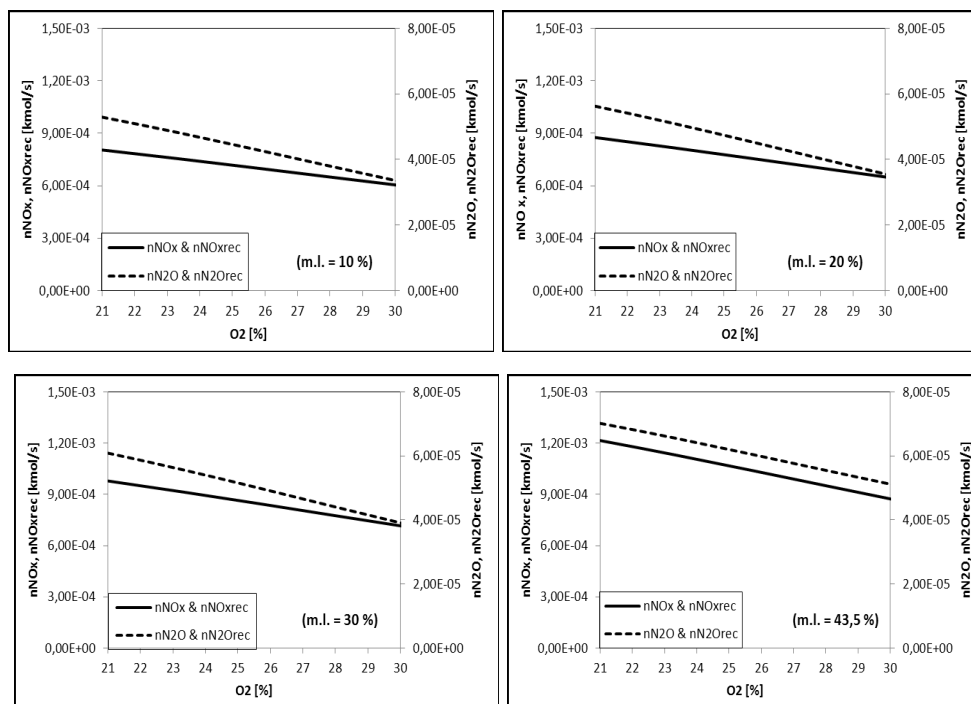 1,50E-03
1,20E-03
9,00E-04
6,00E-04
3,00E-04
0,00E+00
nNOx, nNOxrec [kmol/s]
8,00E-05
6,00E-05
4,00E-05
2,00E-05
0,00E+00
nN2O, nN2Orec [kmol/s]
nNOx & nNOxrec
nN2O & nN2Orec
(m.l. = 10 %)
21 22 23 24 25 26 27 28 29 30
O2 [%]
1,50E-03
1,20E-03
9,00E-04
6,00E-04
3,00E-04
0,00E+00
nNO x, nNOxrec [kmol/s]
8,00E-05
6,00E-05
4,00E-05
2,00E-05
0,00E+00
nN2O, nN2Orec [kmol/s]
nNOx & nNOxrec
nN2O & nN2Orec
(m.l. = 20 %)
21 22 23 24 25 26 27 28 29 30
O2 [%]
1,50E-03
1,20E-03
9,00E-04
6,00E-04
3,00E-04
0,00E+00
nNOx, nNOxrec [kmol/s]
8,00E-05
6,00E-05
4,00E-05
2,00E-05
0,00E+00
nN2O, nN2Orec [kmol/s]
nNOx & nNOxrec
nN2O & nN2Orec
(m.l. = 30 %)
21 22 23 24 25 26 27 28 29 30
O2 [%]
1,50E-03
1,20E-03
9,00E-04
6,00E-04
3,00E-04
0,00E+00
nNOx, nNOxrec [kmol/s]
8,00E-05
6,00E-05
4,00E-05
2,00E-05
0,00E+00
nN2O, nN2Orec [kmol/s]
nNOx & nNOxrec
nN2O & nN2Orec
(m.l. = 43,5 %)
21 22 23 24 25 26 27 28 29 30
O2 [%]